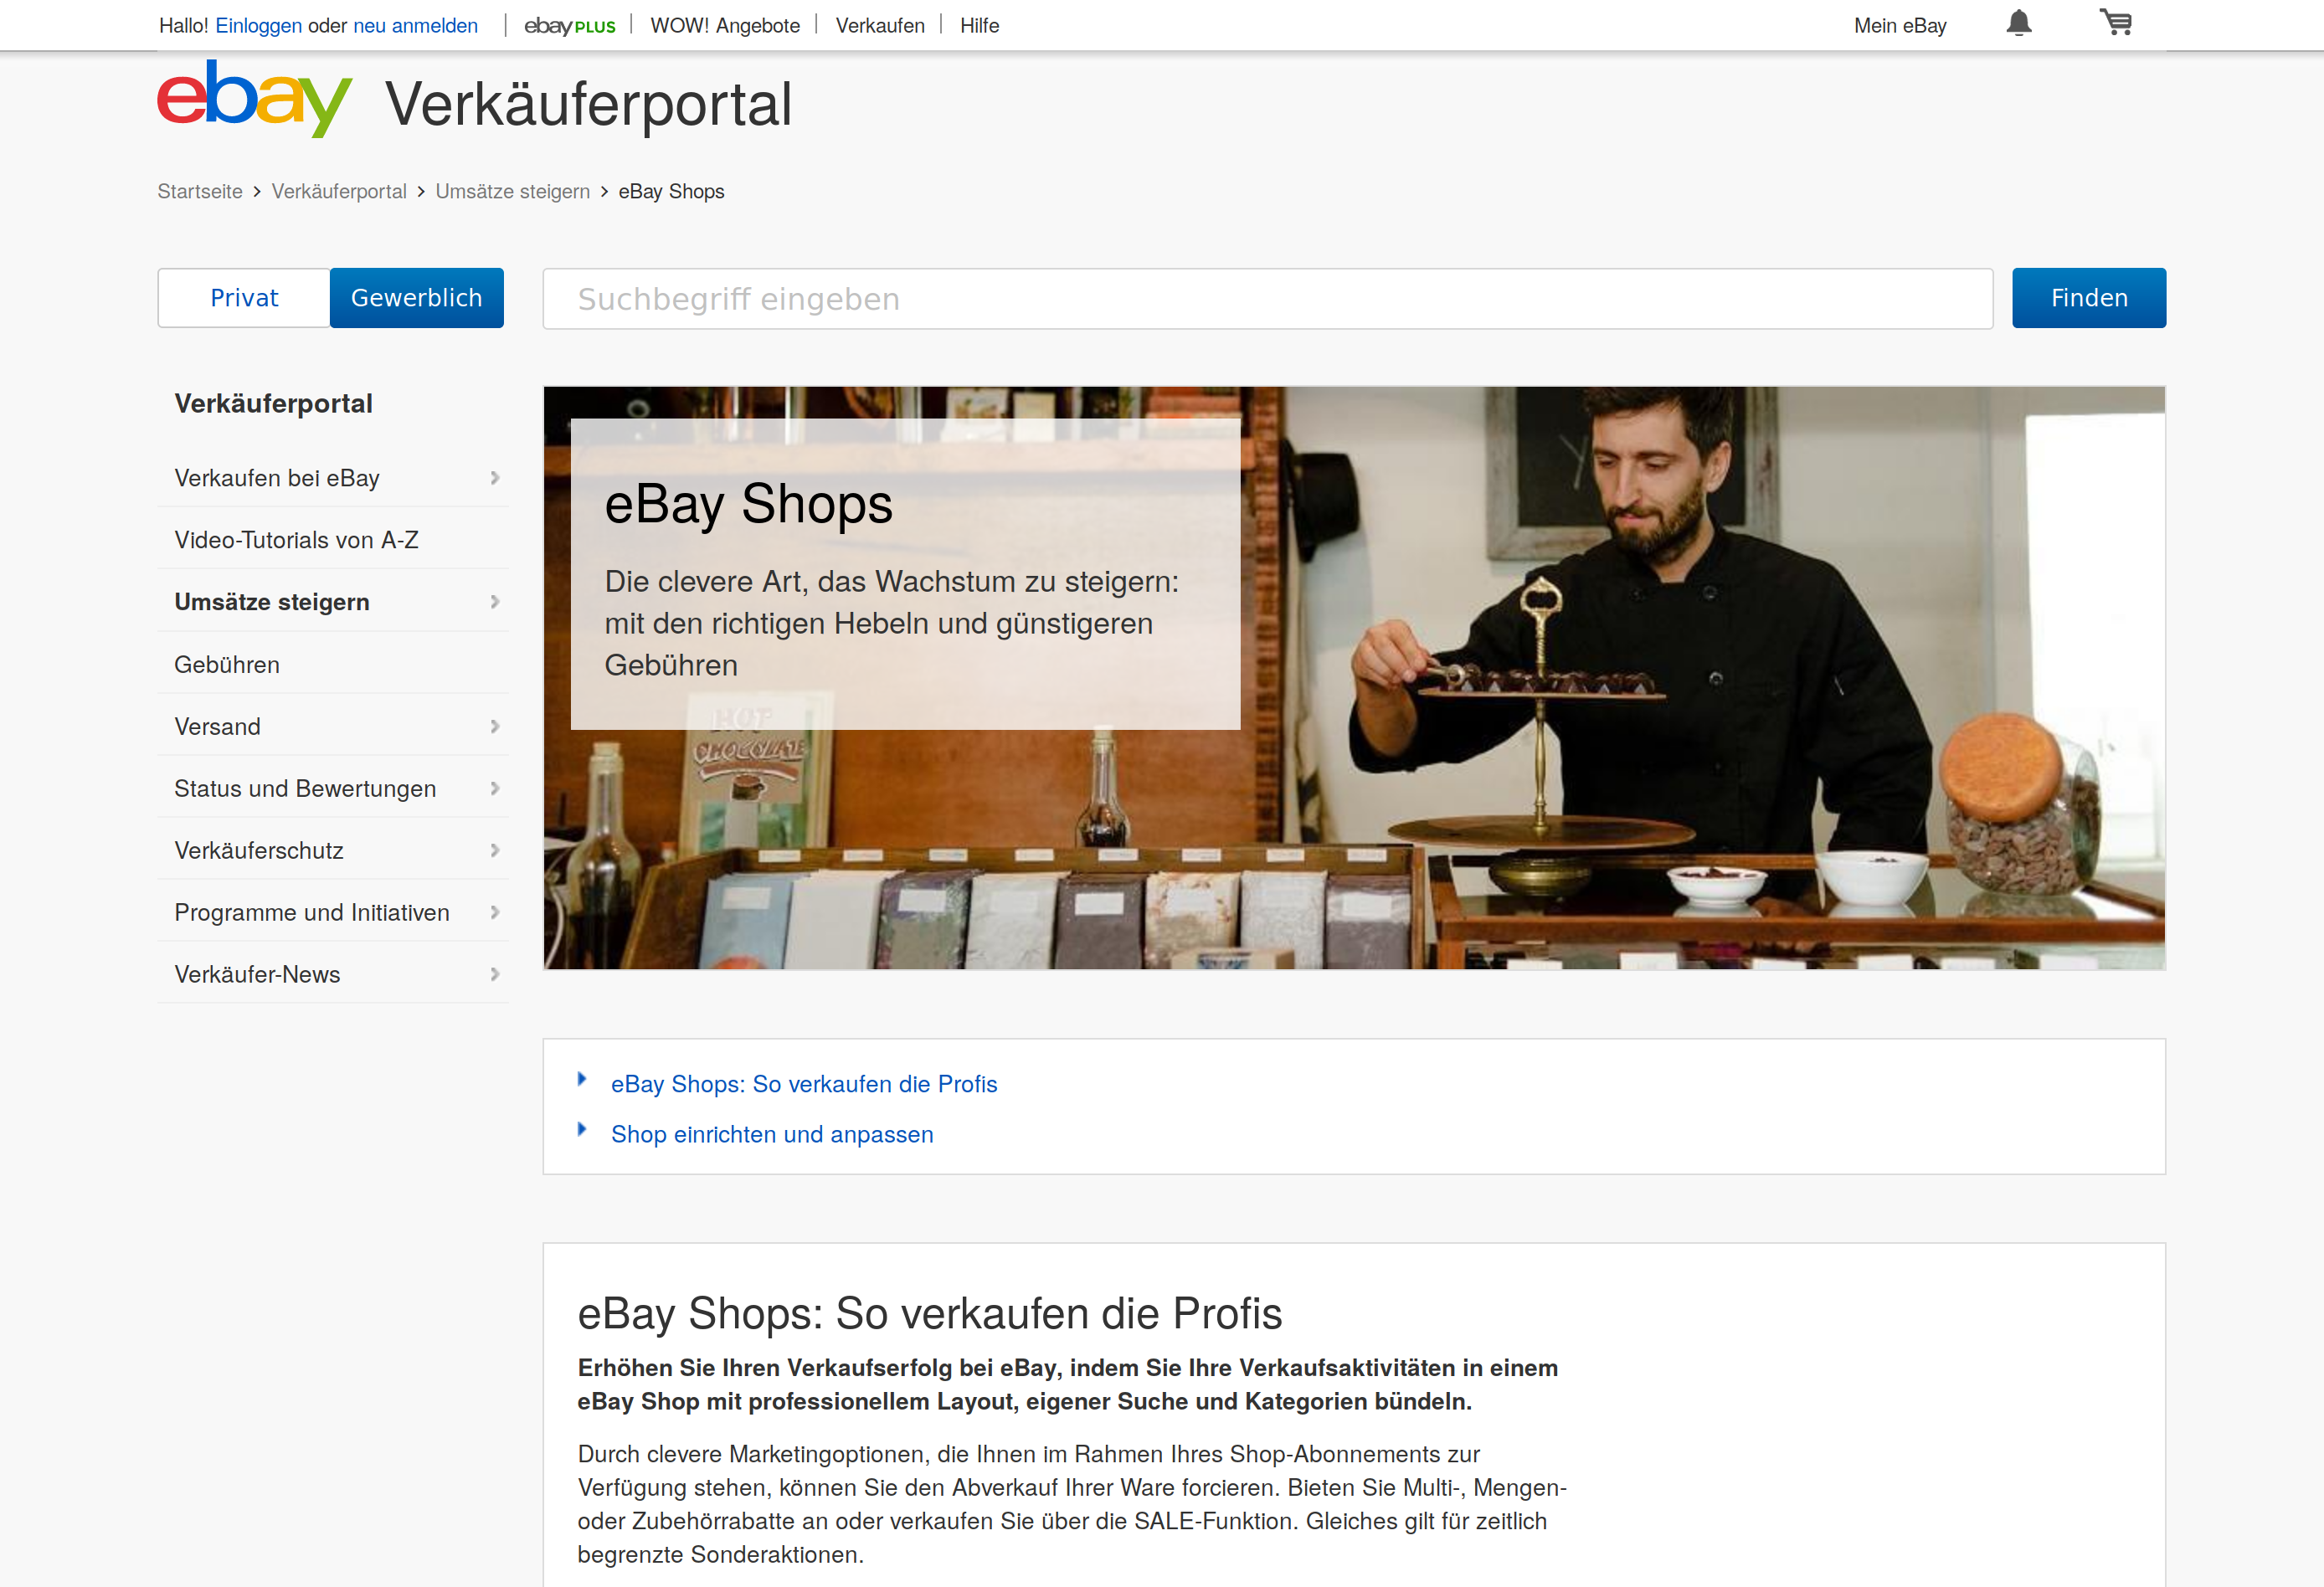 Hallo! Einloggen oder neu anmelden
ebay PLUS
WOW! Angebote
Verkaufen
Hilfe
Mein eBay
ebay Verkäuferportal
Startseite > Verkäuferportal > Umsätze steigern > eBay Shops
Privat
Gewerblich
Suchbegriff eingeben
Finden
Verkäuferportal
Verkaufen bei eBay
Video-Tutorials von A-Z
Umsätze steigern
Gebühren
Versand
Status und Bewertungen
Verkäuferschutz
Programme und Initiativen
Verkäufer-News
eBay Shops
Die clevere Art, das Wachstum zu steigern:
mit den richtigen Hebeln und günstigeren
Gebühren
HOT
CHOCOLATE
eBay Shops: So verkaufen die Profis
Shop einrichten und anpassen
eBay Shops: So verkaufen die Profis
Erhöhen Sie Ihren Verkaufserfolg bei eBay, indem Sie Ihre Verkaufsaktivitäten in einem
eBay Shop mit professionellem Layout, eigener Suche und Kategorien bündeln.
Durch clevere Marketingoptionen, die Ihnen im Rahmen Ihres Shop-Abonnements zur
Verfügung stehen, können Sie den Abverkauf Ihrer Ware forcieren. Bieten Sie Multi-, Mengen-
oder Zubehörrabatte an oder verkaufen Sie über die SALE-Funktion. Gleiches gilt für zeitlich
begrenzte Sonderaktionen.